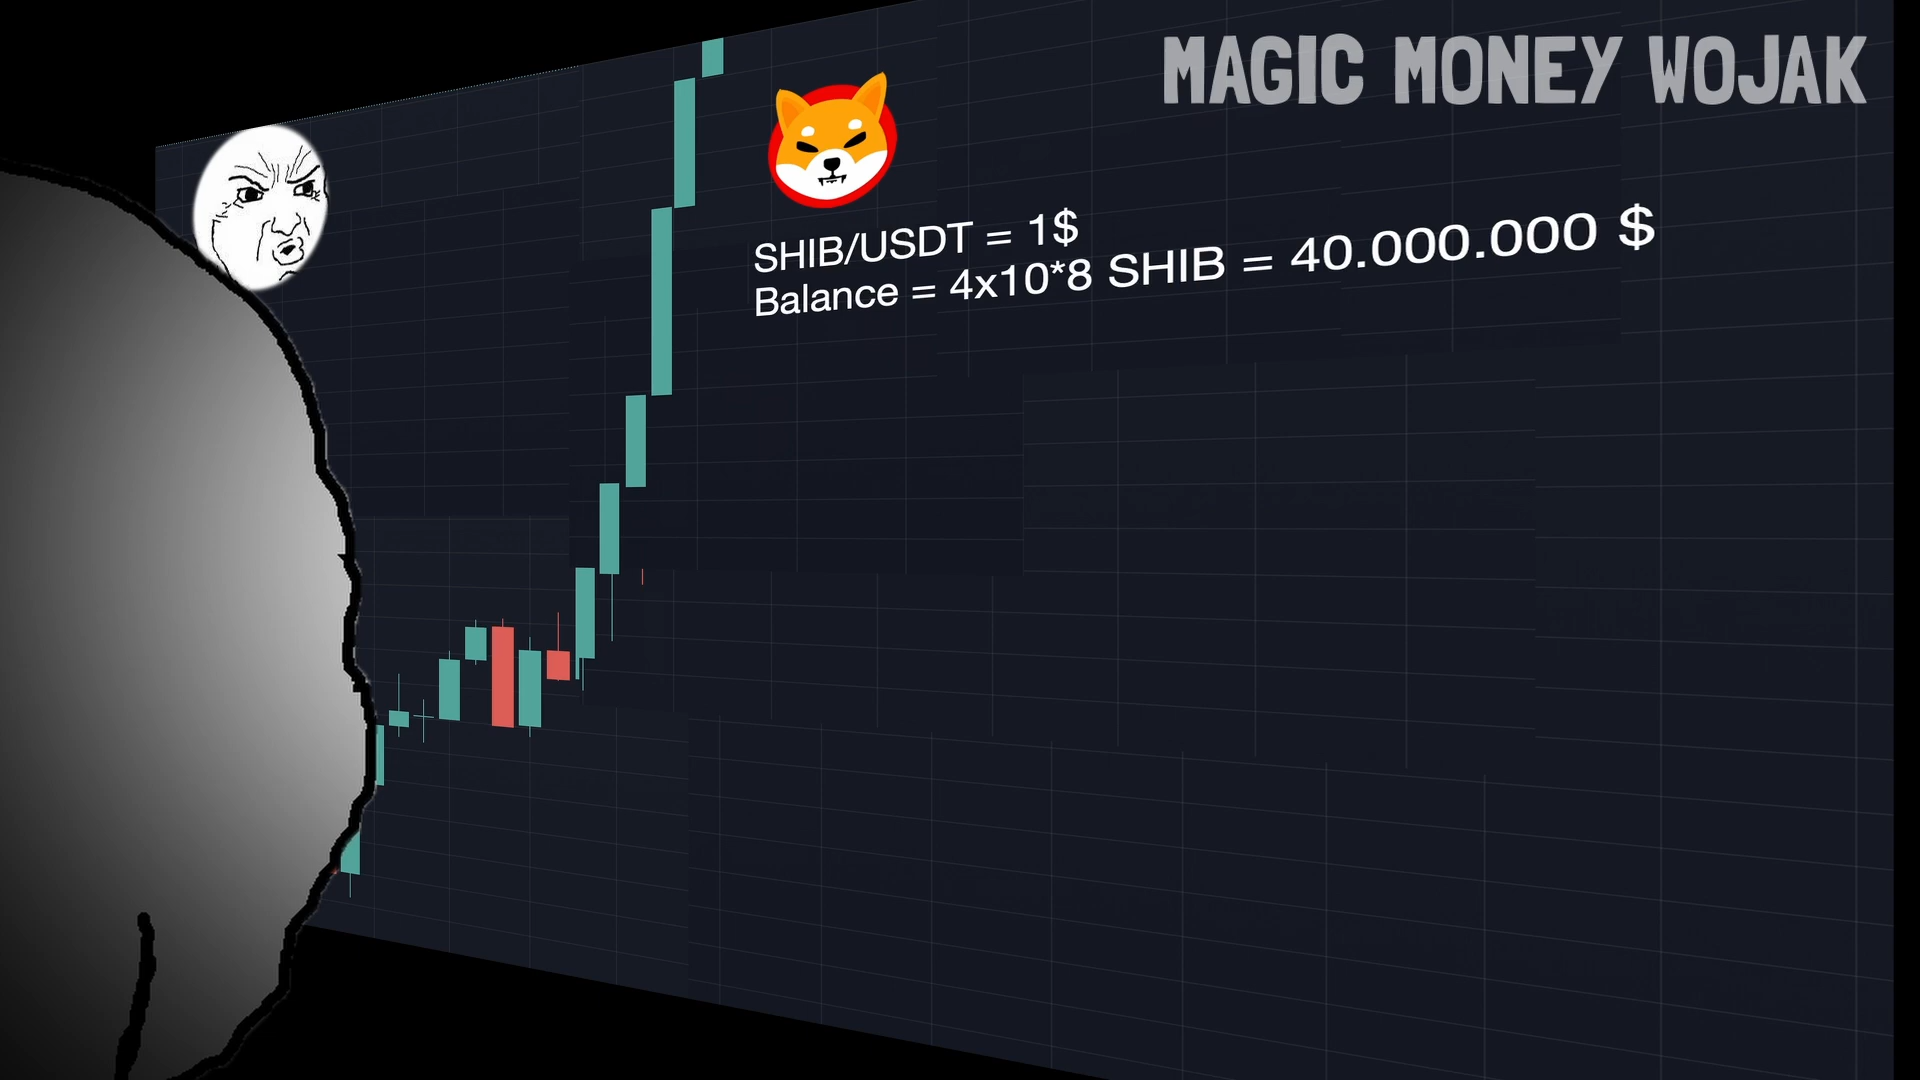 MAGIC MONEY WOJAK
SHIB/USDT = 1$
Balance = 4x10*8 SHIB = 40.000.000 $